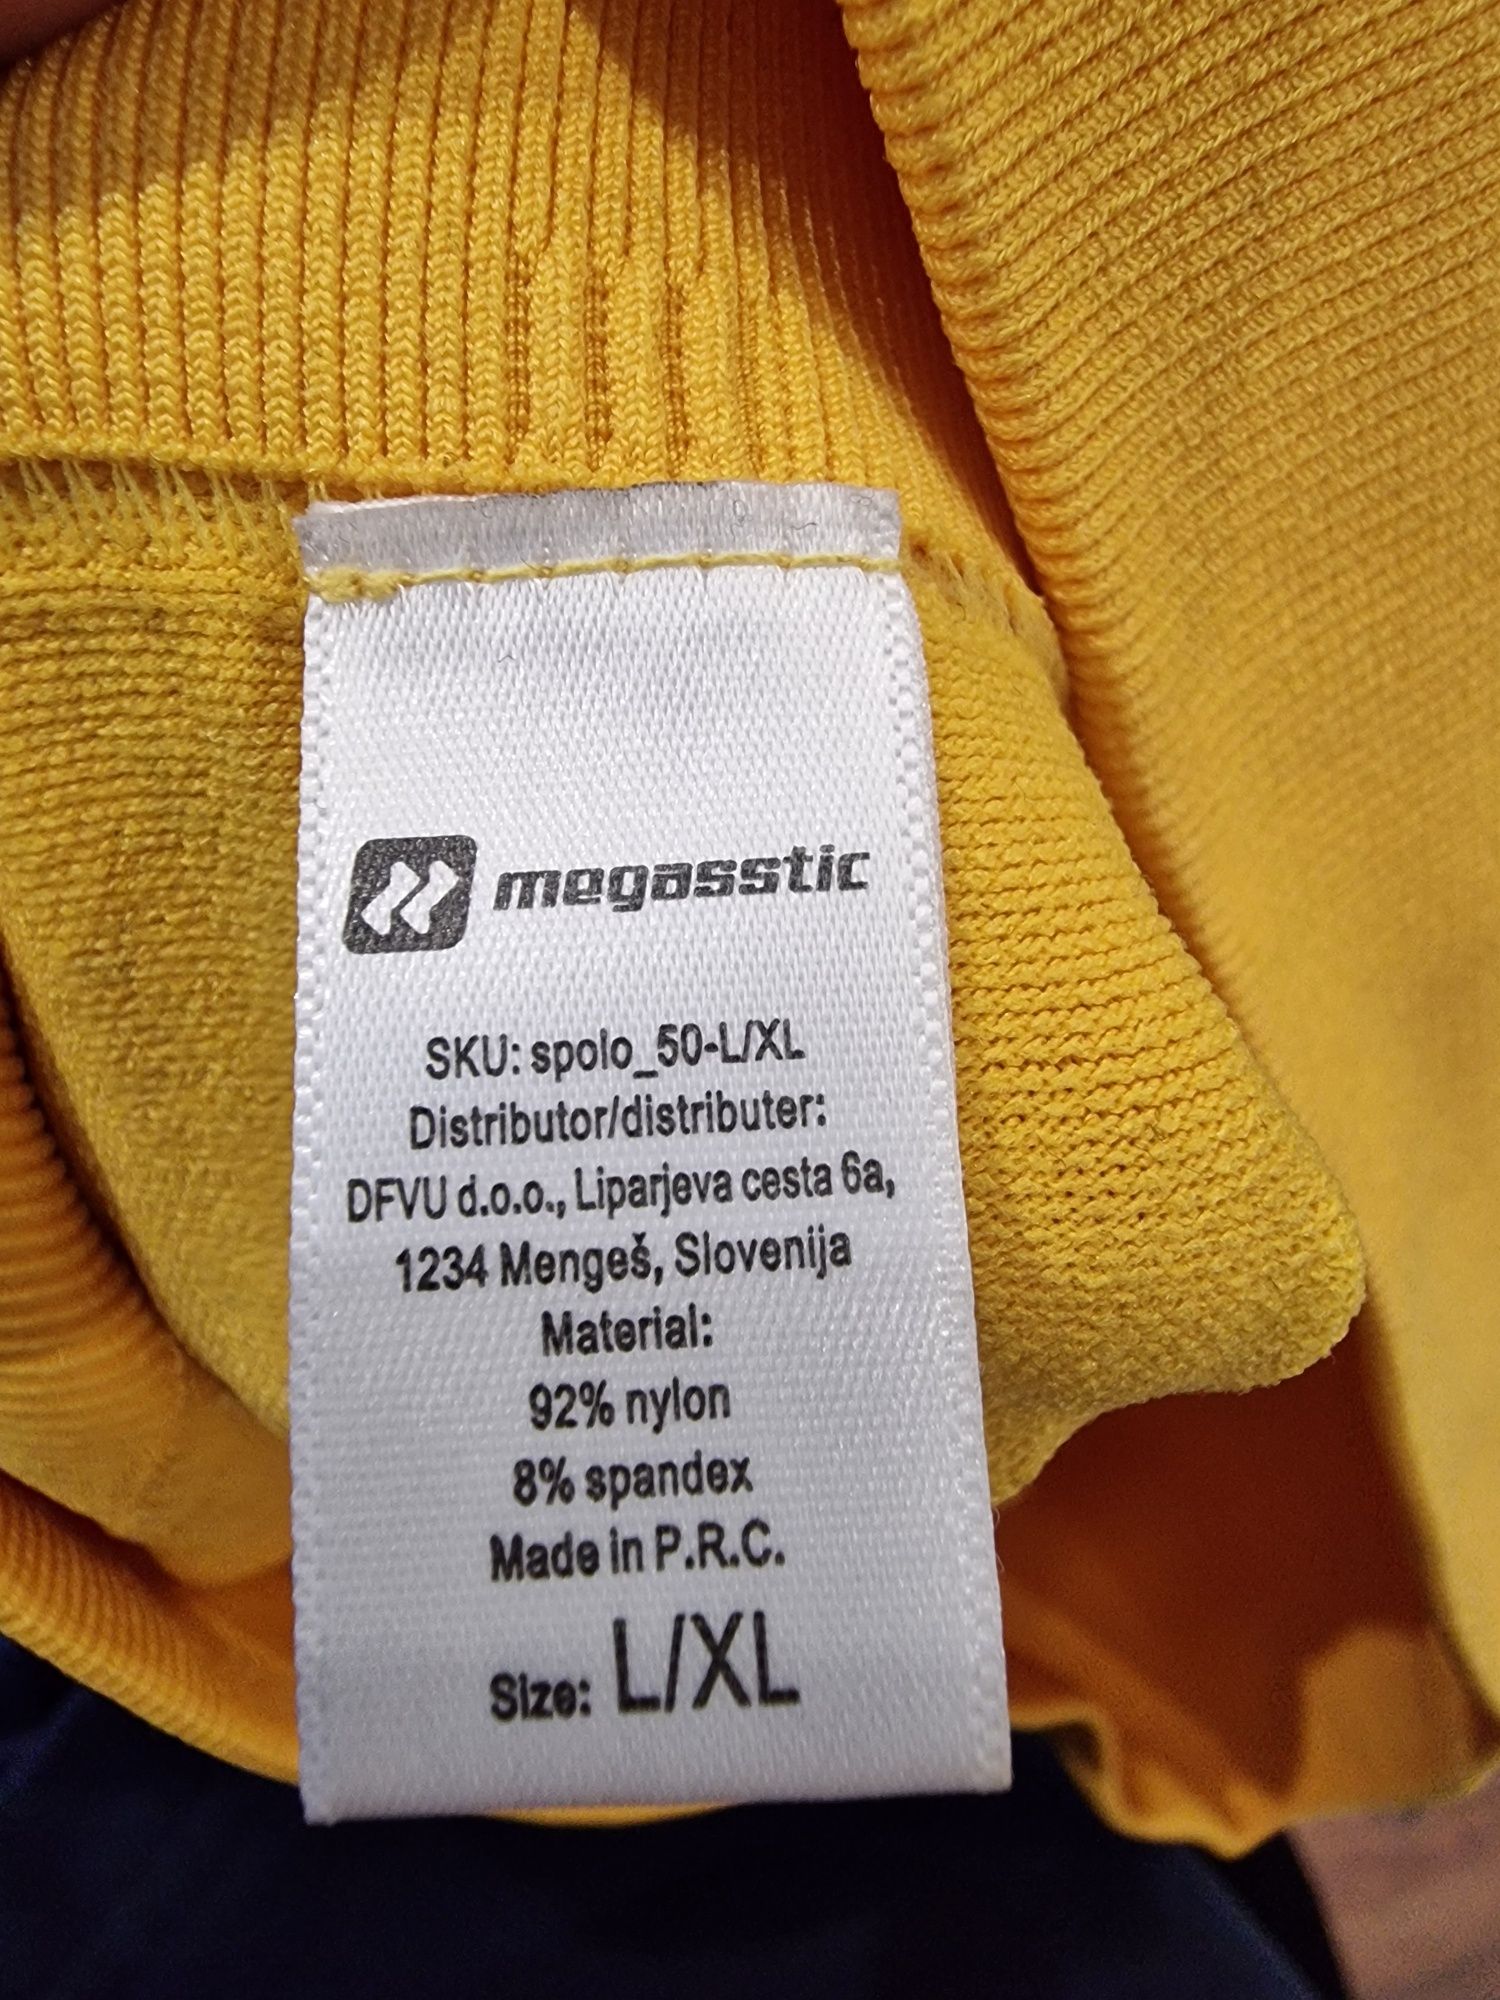 megasstic
SKU: spolo_50-L/XL
Distributor/distributer:
DFVU d.o.o., Liparjeva cesta 6a,
1234 Mengeš, Slovenija
Material:
92% nylon
8% spandex
Made in P.R.C.
Size: L/XL